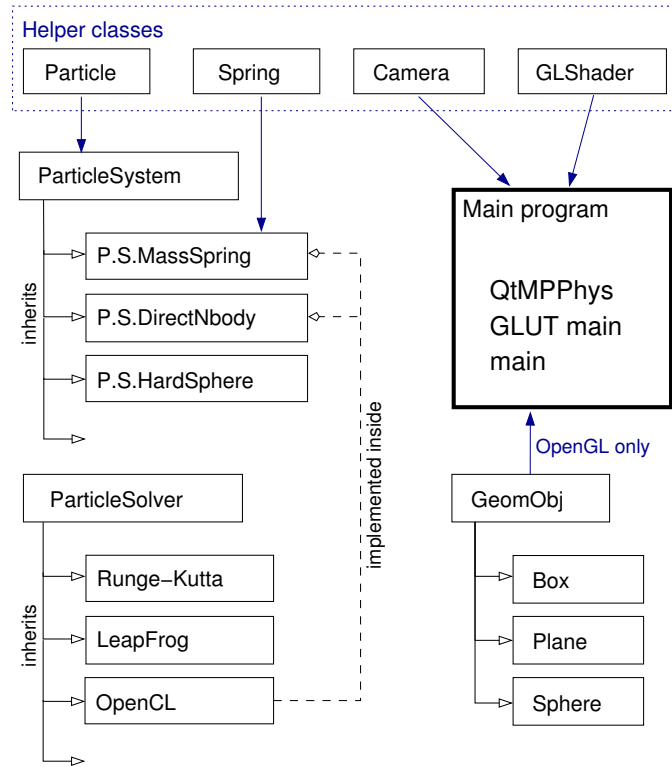 Helper classes
Particle
Spring
Camera
GLShader
ParticleSystem
inherits
P.S.MassSpring
P.S.DirectNbody
P.S.HardSphere
Main program
QtMPPhys
GLUT main
main
implemented inside
OpenGL only
ParticleSolver
inherits
Runge−Kutta
LeapFrog
OpenCL
GeomObj
Box
Plane
Sphere